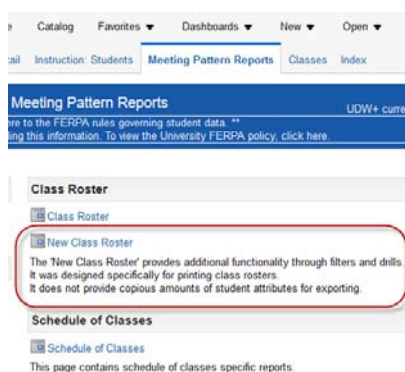 Catalog Favorites ▼ Dashboards ▼ New ▼ Open ▼
Instruction: Students Meeting Pattern Reports Classes Index
Meeting Pattern Reports
UDW+
to the FERPA rules governing student data. **
this information. To view the University FERPA policy, click here.
Class Roster
Class Roster
New Class Roster
The 'New Class Roster' provides additional functionality through filters and drills.
It was designed specifically for printing class rosters.
It does not provide copious amounts of student attributes for exporting.
Schedule of Classes
Schedule of Classes
This page contains schedule of classes specific reports.